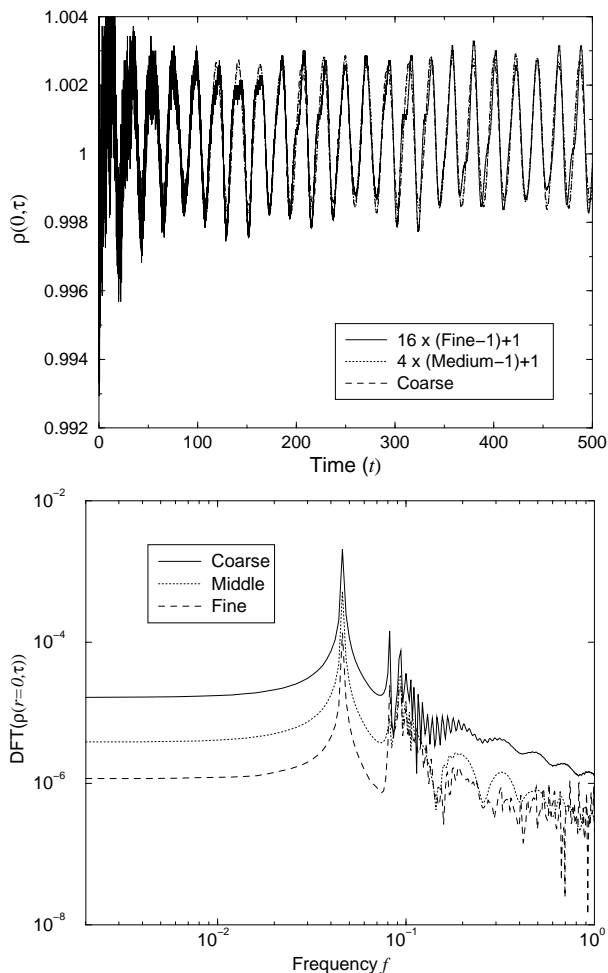 1.004
1.002
1
0.998
0.996
0.994
0.992
ρ(0,τ)
16 x (Fine−1)+1
4 x (Medium−1)+1
Coarse
0 100 200 300 400 500
Time (t)
10−2
10−4
10−6
10−8
DFT(ρ(r=0,τ))
Coarse
Middle
Fine
10−2 10−1 100
Frequency f